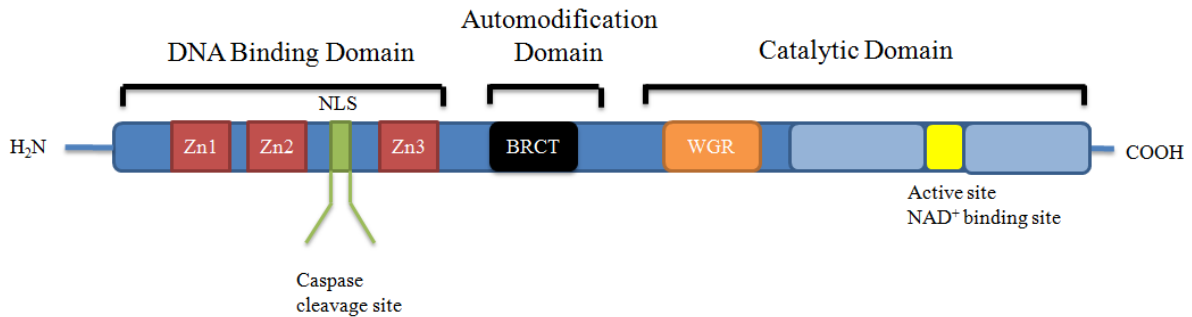 Automodification
Domain
DNA Binding Domain
Catalytic Domain
NLS
H₂N
Zn1
Zn2
Zn3
BRCT
WGR
COOH
Active site
NAD⁺ binding site
Caspase
cleavage site